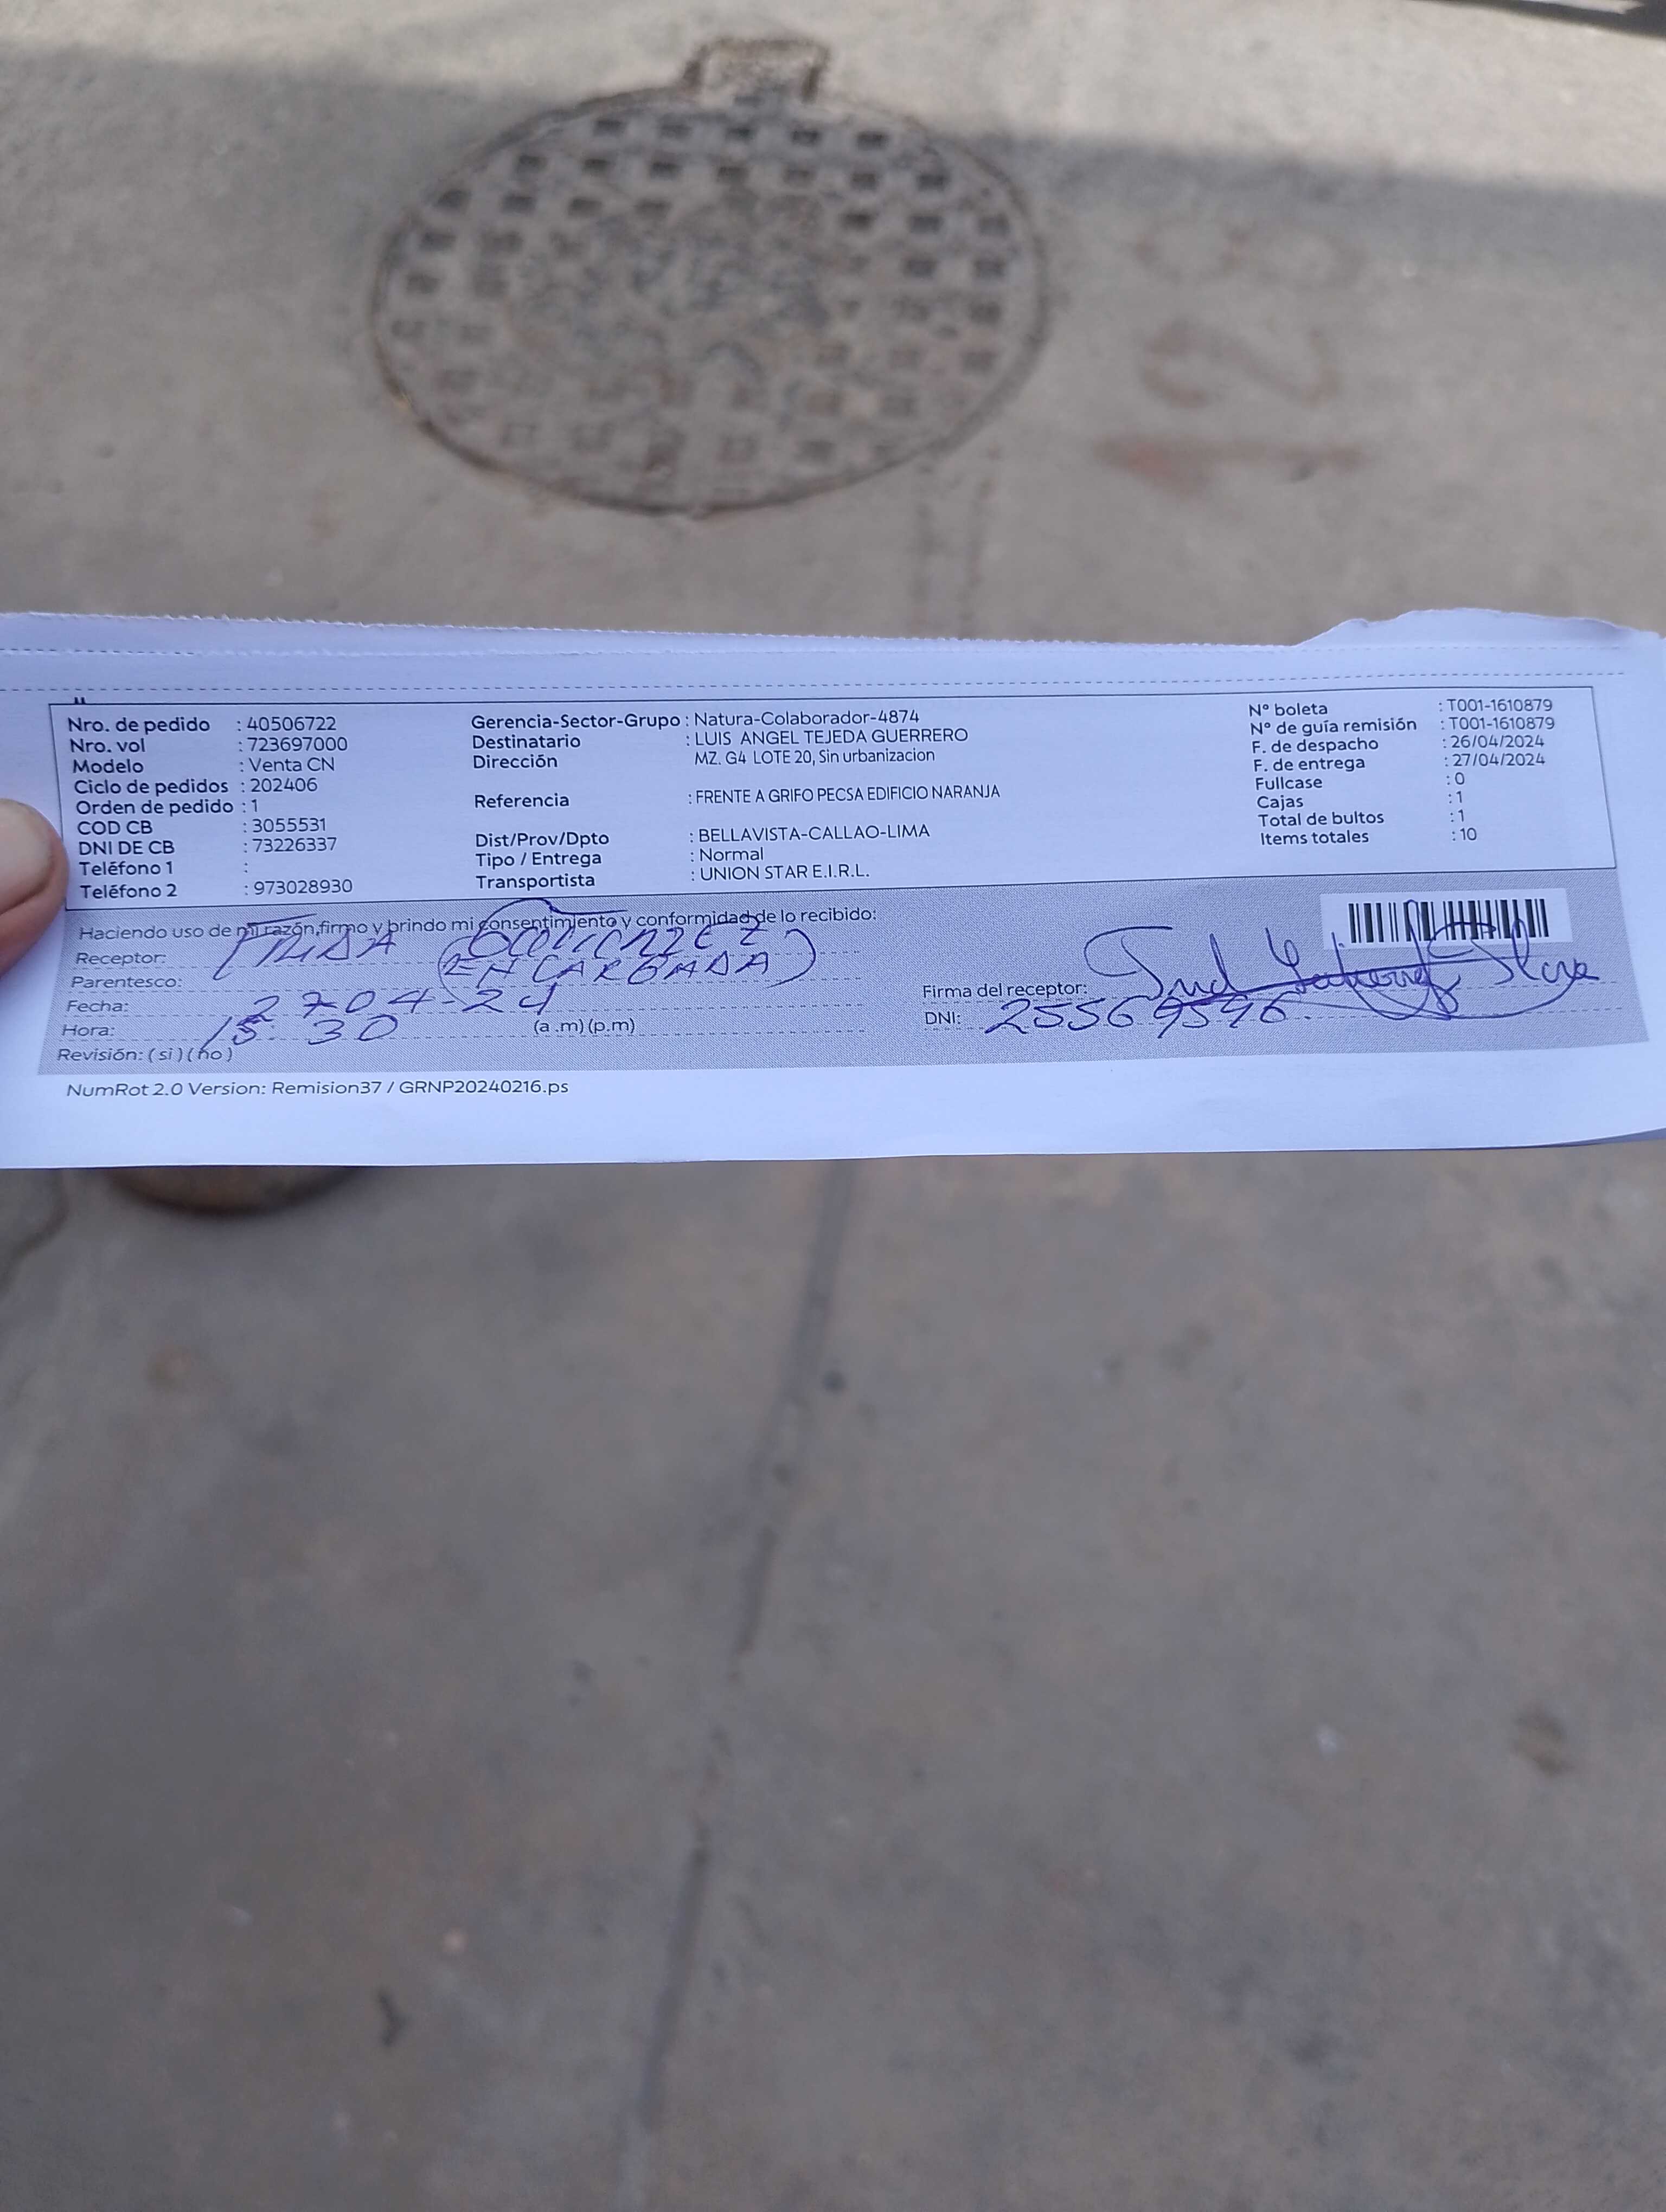 Nro. de pedido : 40506722
Nro. vol : 723697000
Modelo : Venta CN
Ciclo de pedidos : 202406
Orden de pedido : 1
COD CB : 3055531
DNI DE CB : 73226337
Teléfono 1 :
Teléfono 2 : 973028930
Gerencia-Sector-Grupo : Natura-Colaborador-4874
Destinatario : LUIS ANGEL TEJEDA GUERRERO
Dirección MZ. G4 LOTE 20, Sin urbanizacion
Referencia : FRENTE A GRIFO PECSA EDIFICIO NARANJA
Dist/Prov/Dpto : BELLAVISTA-CALLAO-LIMA
Tipo / Entrega : Normal
Transportista : UNION STAR E.I.R.L.
N° boleta : T001-1610879
N° de guía remisión : T001-1610879
F. de despacho : 26/04/2024
F. de entrega : 27/04/2024
Fullcase : 0
Cajas : 1
Total de bultos : 1
Items totales : 10
Haciendo uso de mi razón,firmo y brindo mi consentimiento y conformidad de lo recibido:
Receptor:
Parentesco: (ENCARGADA)
Fecha: 27 04-24
Hora: 15:30 (a .m) (p.m)
Revisión: ( si ) ( no )
Firma del receptor:
DNI: 25569596
NumRot 2.0 Version: Remision37 / GRNP20240216.ps
128